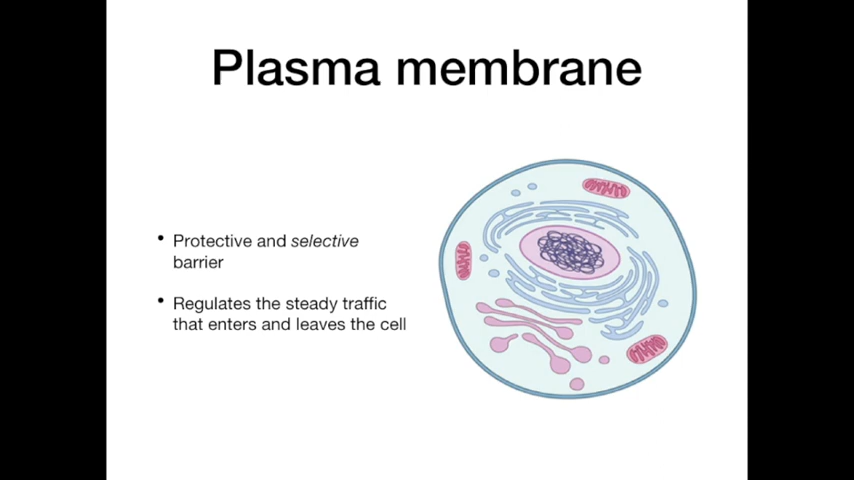 Plasma membrane
• Protective and selective
barrier
• Regulates the steady traffic
that enters and leaves the cell